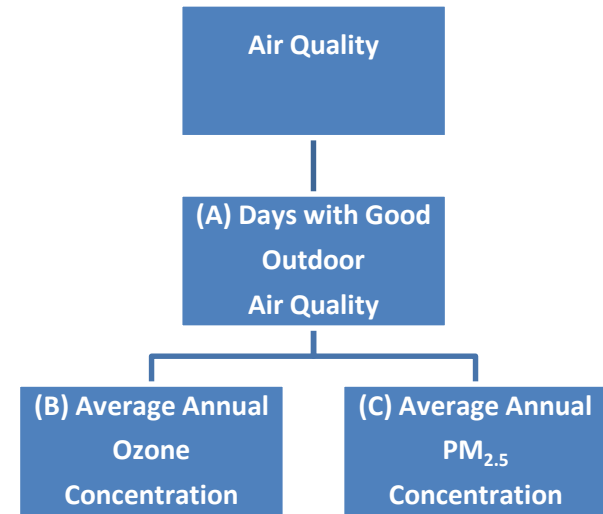 Air Quality
(A) Days with Good
Outdoor
Air Quality
(B) Average Annual
Ozone
Concentration
(C) Average Annual
PM2.5
Concentration